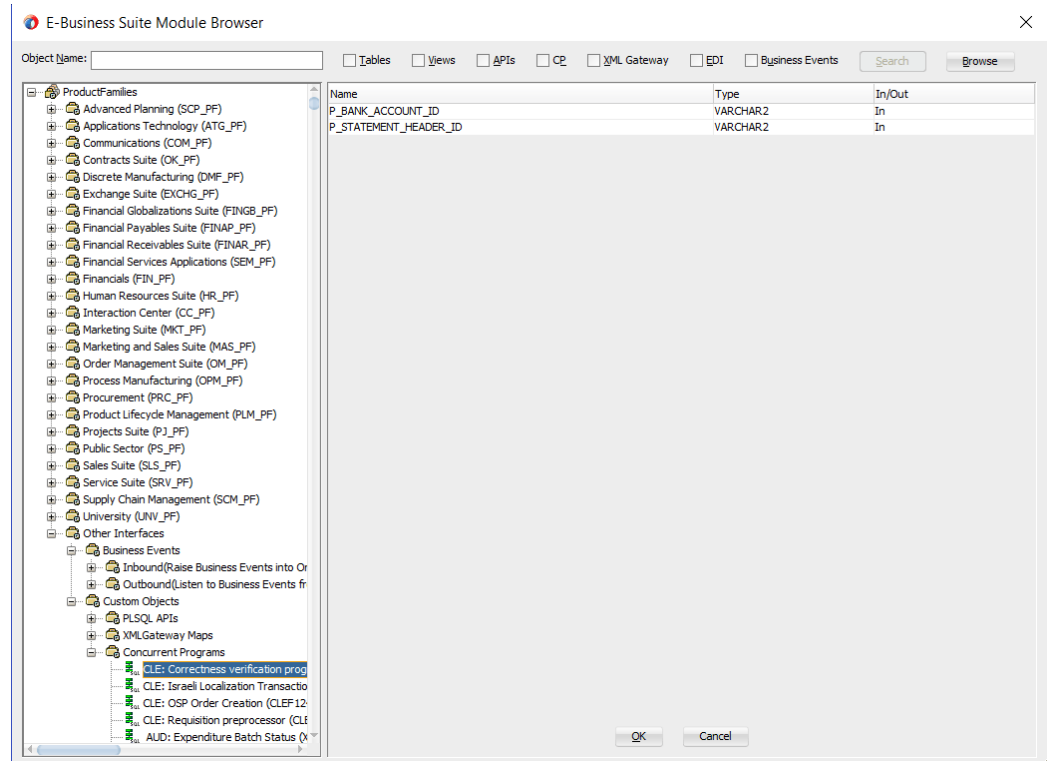 E-Business Suite Module Browser
Object Name: Tables Views APIs CP XML Gateway EDI Business Events Search Browse
Name Type In/Out
P_BANK_ACCOUNT_ID VARCHAR2 In
P_STATEMENT_HEADER_ID VARCHAR2 In
ProductFamilies
Advanced Planning (SCP_PF)
Applications Technology (ATG_PF)
Communications (COM_PF)
Contracts Suite (OK_PF)
Discrete Manufacturing (DMF_PF)
Exchange Suite (EXCHG_PF)
Financial Globalizations Suite (FINGB_PF)
Financial Payables Suite (FINAP_PF)
Financial Receivables Suite (FINAR_PF)
Financial Services Applications (SEM_PF)
Financials (FIN_PF)
Human Resources Suite (HR_PF)
Interaction Center (CC_PF)
Marketing Suite (MKT_PF)
Marketing and Sales Suite (MAS_PF)
Order Management Suite (OM_PF)
Process Manufacturing (OPM_PF)
Procurement (PRC_PF)
Product Lifecycle Management (PLM_PF)
Projects Suite (PJ_PF)
Public Sector (PS_PF)
Sales Suite (SLS_PF)
Service Suite (SRV_PF)
Supply Chain Management (SCM_PF)
University (UNV_PF)
Other Interfaces
Business Events
Inbound(Raise Business Events into Or
Outbound(Listen to Business Events fr
Custom Objects
PLSQL APIs
XMLGateway Maps
Concurrent Programs
CLE: Correctness verification prog
CLE: Israeli Localization Transactio
CLE: OSP Order Creation (CLEF12
CLE: Requisition preprocessor (CLE
AUD: Expenditure Batch Status (X
OK Cancel